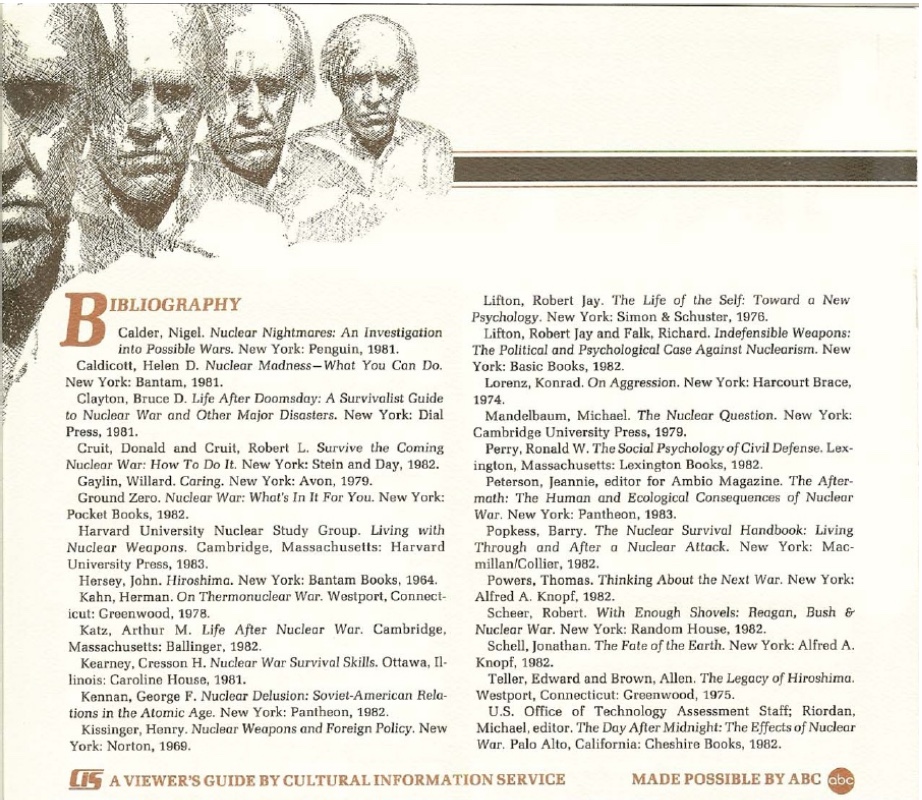 BIBLIOGRAPHY
Calder, Nigel. Nuclear Nightmares: An Investigation
into Possible Wars. New York: Penguin, 1981.
Caldicott, Helen D. Nuclear Madness—What You Can Do.
New York: Bantam, 1981.
Clayton, Bruce D. Life After Doomsday: A Survivalist Guide
to Nuclear War and Other Major Disasters. New York: Dial
Press, 1981.
Cruit, Donald and Cruit, Robert L. Survive the Coming
Nuclear War: How To Do It. New York: Stein and Day, 1982.
Gaylin, Willard. Caring. New York: Avon, 1979.
Ground Zero. Nuclear War: What's In It For You. New York:
Pocket Books, 1982.
Harvard University Nuclear Study Group. Living with
Nuclear Weapons. Cambridge, Massachusetts: Harvard
University Press, 1983.
Hersey, John. Hiroshima. New York: Bantam Books, 1964.
Kahn, Herman. On Thermonuclear War. Westport, Connect-
icut: Greenwood, 1978.
Katz, Arthur M. Life After Nuclear War. Cambridge,
Massachusetts: Ballinger, 1982.
Kearney, Cresson H. Nuclear War Survival Skills. Ottawa, Il-
linois: Caroline House, 1981.
Kennan, George F. Nuclear Delusion: Soviet-American Rela-
tions in the Atomic Age. New York: Pantheon, 1982.
Kissinger, Henry. Nuclear Weapons and Foreign Policy. New
York: Norton, 1969.
Lifton, Robert Jay. The Life of the Self: Toward a New
Psychology. New York: Simon & Schuster, 1976.
Lifton, Robert Jay and Falk, Richard. Indefensible Weapons:
The Political and Psychological Case Against Nuclearism. New
York: Basic Books, 1982.
Lorenz, Konrad. On Aggression. New York: Harcourt Brace,
1974.
Mandelbaum, Michael. The Nuclear Question. New York:
Cambridge University Press, 1979.
Perry, Ronald W. The Social Psychology of Civil Defense. Lex-
ington, Massachusetts: Lexington Books, 1982.
Peterson, Jeannie, editor for Ambio Magazine. The After-
math: The Human and Ecological Consequences of Nuclear
War. New York: Pantheon, 1983.
Popkess, Barry. The Nuclear Survival Handbook: Living
Through and After a Nuclear Attack. New York: Mac-
millan/Collier, 1982.
Powers, Thomas. Thinking About the Next War. New York:
Alfred A. Knopf, 1982.
Scheer, Robert. With Enough Shovels: Reagan, Bush &
Nuclear War. New York: Random House, 1982.
Schell, Jonathan. The Fate of the Earth. New York: Alfred A.
Knopf, 1982.
Teller, Edward and Brown, Allen. The Legacy of Hiroshima.
Westport, Connecticut: Greenwood, 1975.
U.S. Office of Technology Assessment Staff; Riordan,
Michael, editor. The Day After Midnight: The Effects of Nuclear
War. Palo Alto, California: Cheshire Books, 1982.
CIS A VIEWER'S GUIDE BY CULTURAL INFORMATION SERVICE
MADE POSSIBLE BY ABC abc